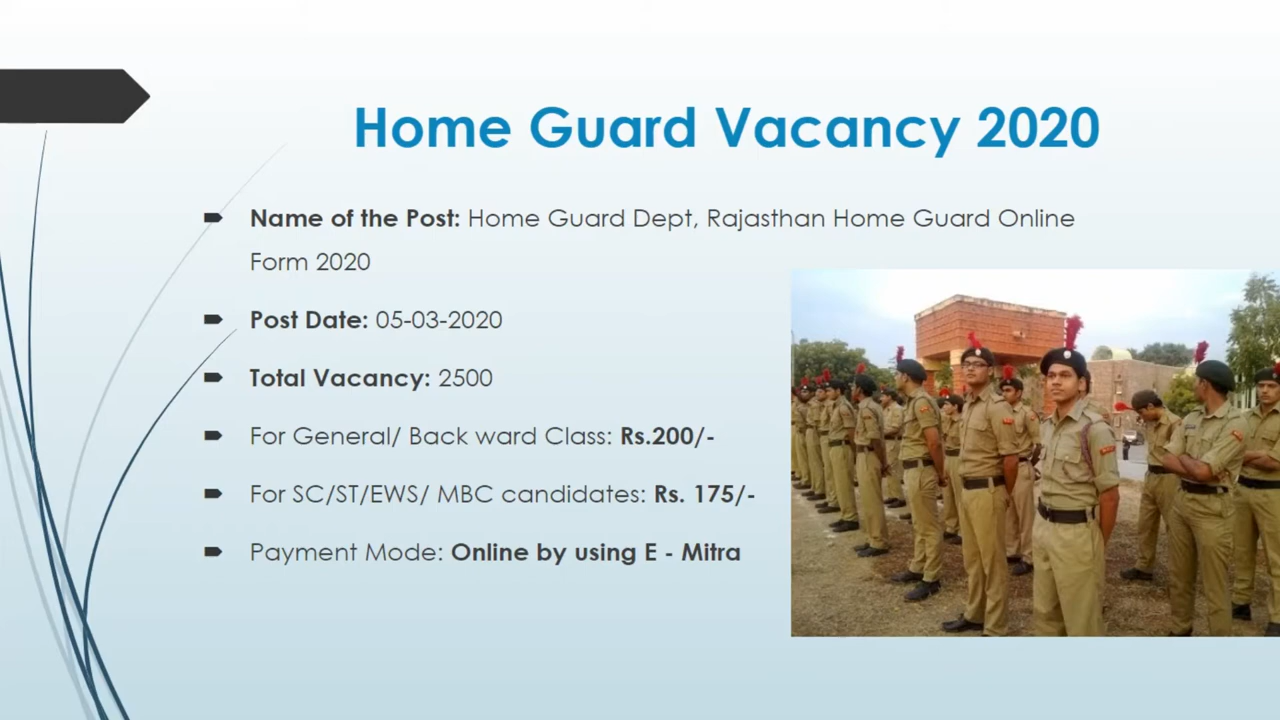 Home Guard Vacancy 2020
Name of the Post: Home Guard Dept, Rajasthan Home Guard Online
Form 2020
Post Date: 05-03-2020
Total Vacancy: 2500
For General/ Back ward Class: Rs.200/-
For SC/ST/EWS/ MBC candidates: Rs. 175/-
Payment Mode: Online by using E - Mitra